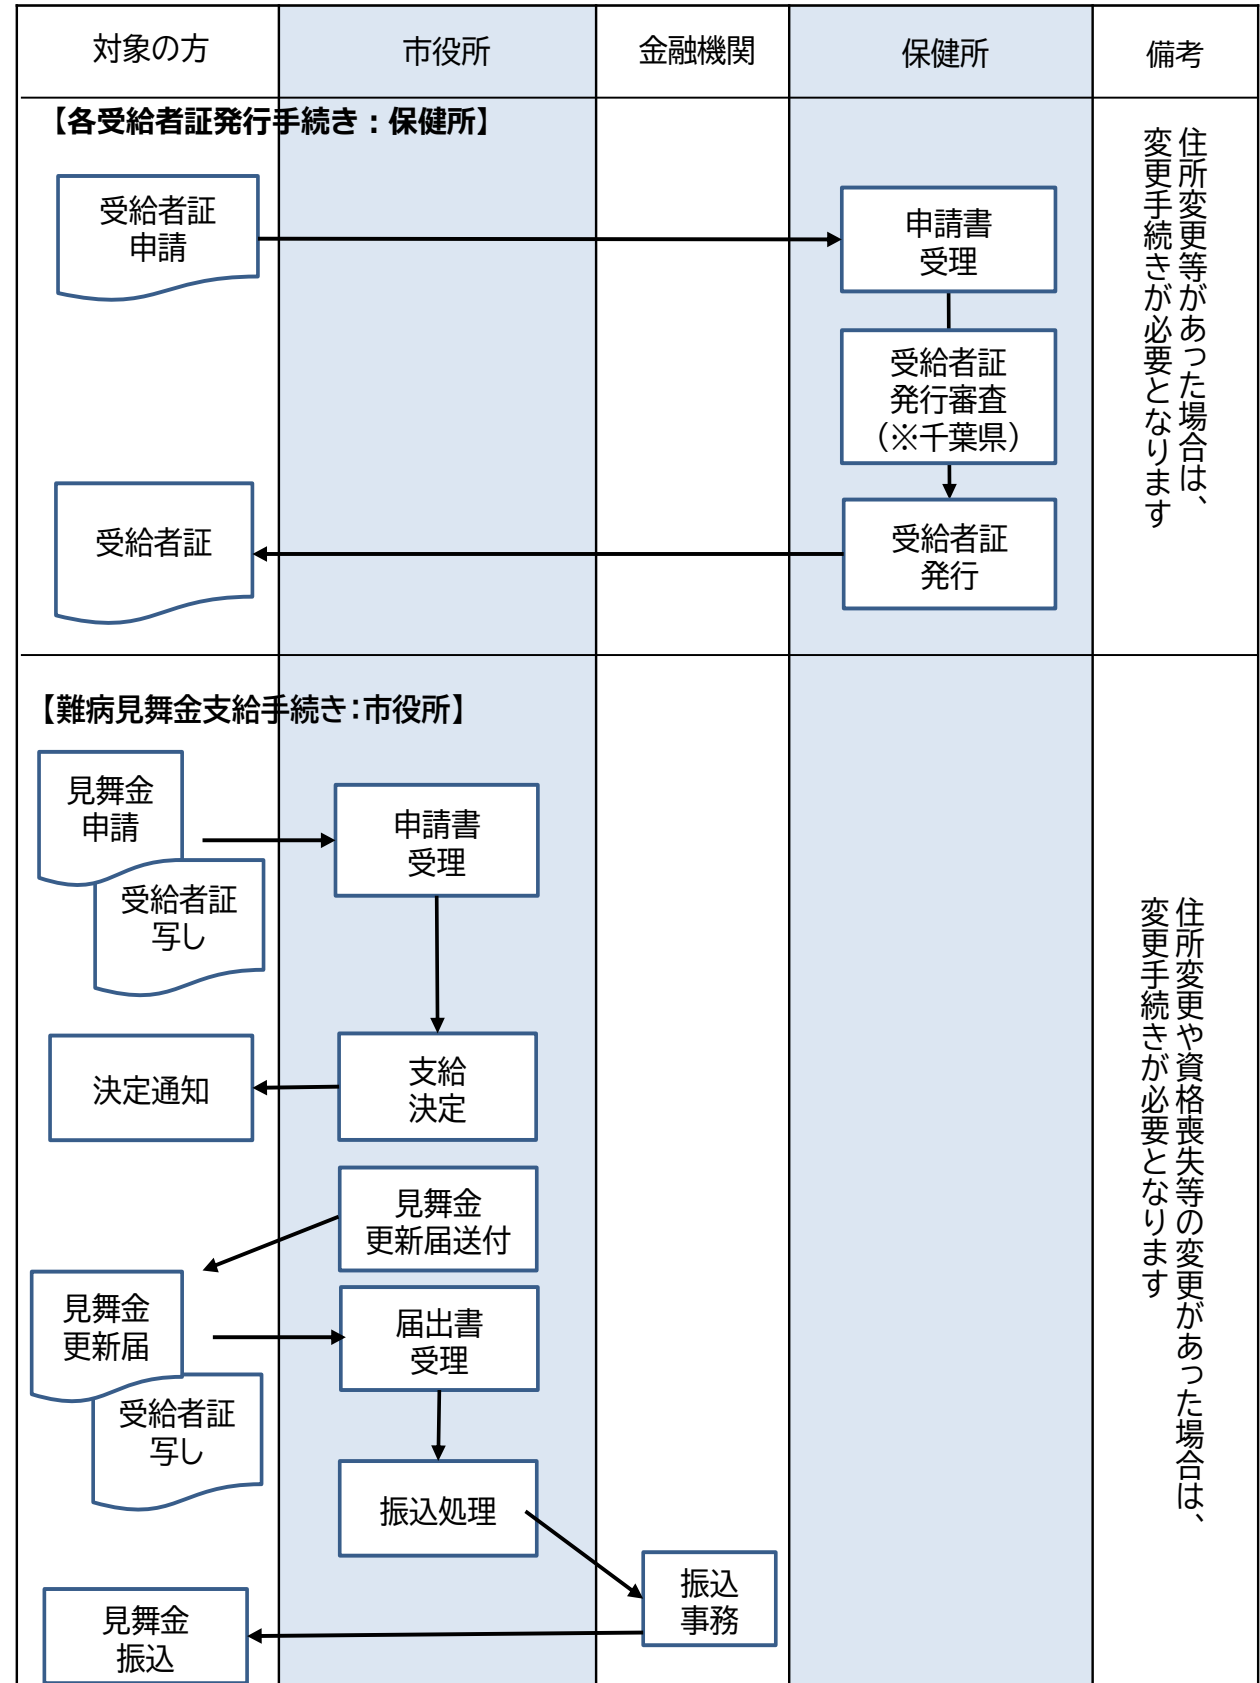 対象の方
市役所
金融機関
保健所
備考
【各受給者証発行手続き：保健所】
受給者証
申請
申請書
受理
受給者証
発行審査
（※千葉県）
受給者証
発行
受給者証
住所変更等があった場合は、
変更手続きが必要となります
【難病見舞金支給手続き：市役所】
見舞金
申請
受給者証
写し
申請書
受理
支給
決定
決定通知
見舞金
更新届送付
見舞金
更新届
受給者証
写し
届出書
受理
振込処理
振込
事務
見舞金
振込
住所変更や資格喪失等の変更があった場合は、
変更手続きが必要となります